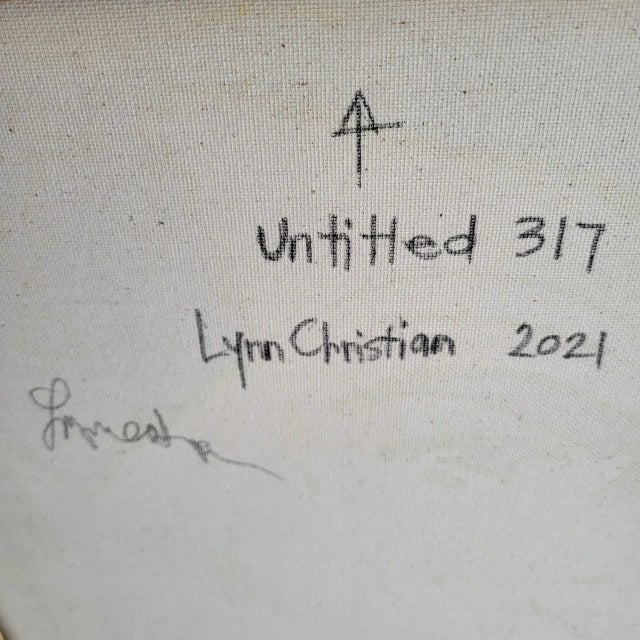 Untitled 317
Lynn Christian 2021